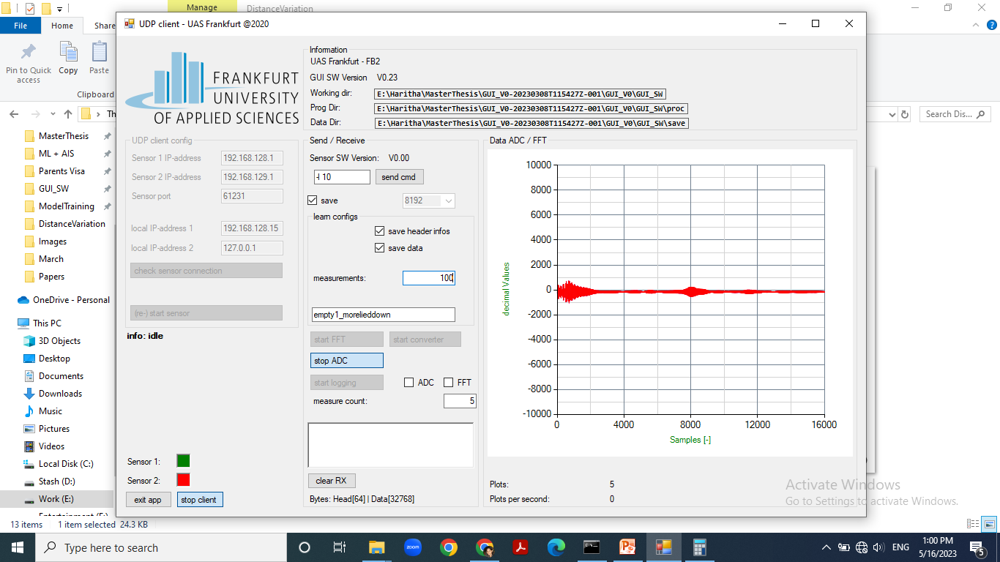 Manage
DistanceVariation
File
Home
Share
Pin to Quick
access
Copy
Paste
Clipboard
Th
Search Dis...
MasterThesis
ML + AIS
Parents Visa
GUI_SW
ModelTraining
DistanceVariation
Images
March
Papers
OneDrive - Personal
This PC
3D Objects
Desktop
Documents
Downloads
Music
Pictures
Videos
Local Disk (C:)
Stash (D:)
Work (E:)
Entertainment (F:)
13 items
1 item selected 24.3 KB
UDP client - UAS Frankfurt @2020
FRANKFURT
UNIVERSITY
OF APPLIED SCIENCES
Information
UAS Frankfurt - FB2
GUI SW Version V0.23
Working dir: E:\Haritha\MasterThesis\GUI_V0-20230308T115427Z-001\GUI_V0\GUI_SW
Prog Dir: E:\Haritha\MasterThesis\GUI_V0-20230308T115427Z-001\GUI_V0\GUI_SW\proc
Data Dir: E:\Haritha\MasterThesis\GUI_V0-20230308T115427Z-001\GUI_V0\GUI_SW\save
UDP client config
Sensor 1 IP-address 192.168.128.1
Sensor 2 IP-address 192.168.129.1
Sensor port 61231
local IP-address 1 192.168.128.15
local IP-address 2 127.0.0.1
check sensor connection
(re-) start sensor
info: idle
Sensor 1:
Sensor 2:
exit app
stop client
Send / Receive
Sensor SW Version: V0.00
10
send cmd
save
8192
learn configs
save header infos
save data
measurements: 100
empty1_morelieddown
start FFT
start converter
stop ADC
start logging
ADC
FFT
measure count: 5
clear RX
Bytes: Head[64] | Data[32768]
Data ADC / FFT
10000
8000
6000
4000
2000
0
-2000
-4000
-6000
-8000
-10000
decimal Values
0 4000 8000 12000 16000
Samples [-]
Plots: 5
Plots per second: 0
Activate Windows
Go to Settings to activate Windows.
Type here to search
zoom
ENG
1:00 PM
5/16/2023
5